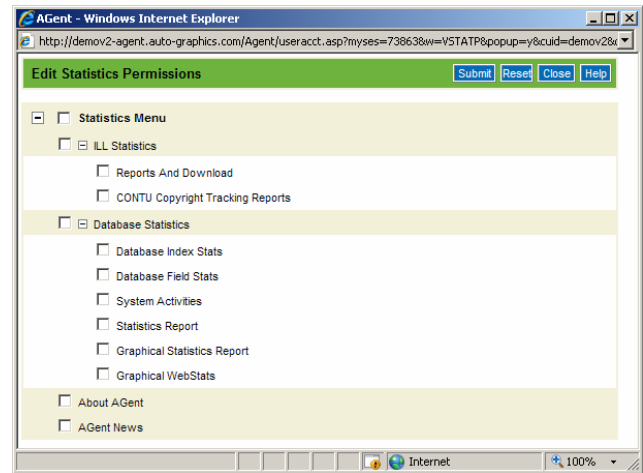 AGent - Windows Internet Explorer
http://demov2-agent.auto-graphics.com/Agent/useracct.asp?myses=73863&w=VSTATP&popup=y&cuid=demov2&
Edit Statistics Permissions Submit Reset Close Help
Statistics Menu
ILL Statistics
Reports And Download
CONTU Copyright Tracking Reports
Database Statistics
Database Index Stats
Database Field Stats
System Activities
Statistics Report
Graphical Statistics Report
Graphical WebStats
About AGent
AGent News
Internet 100%